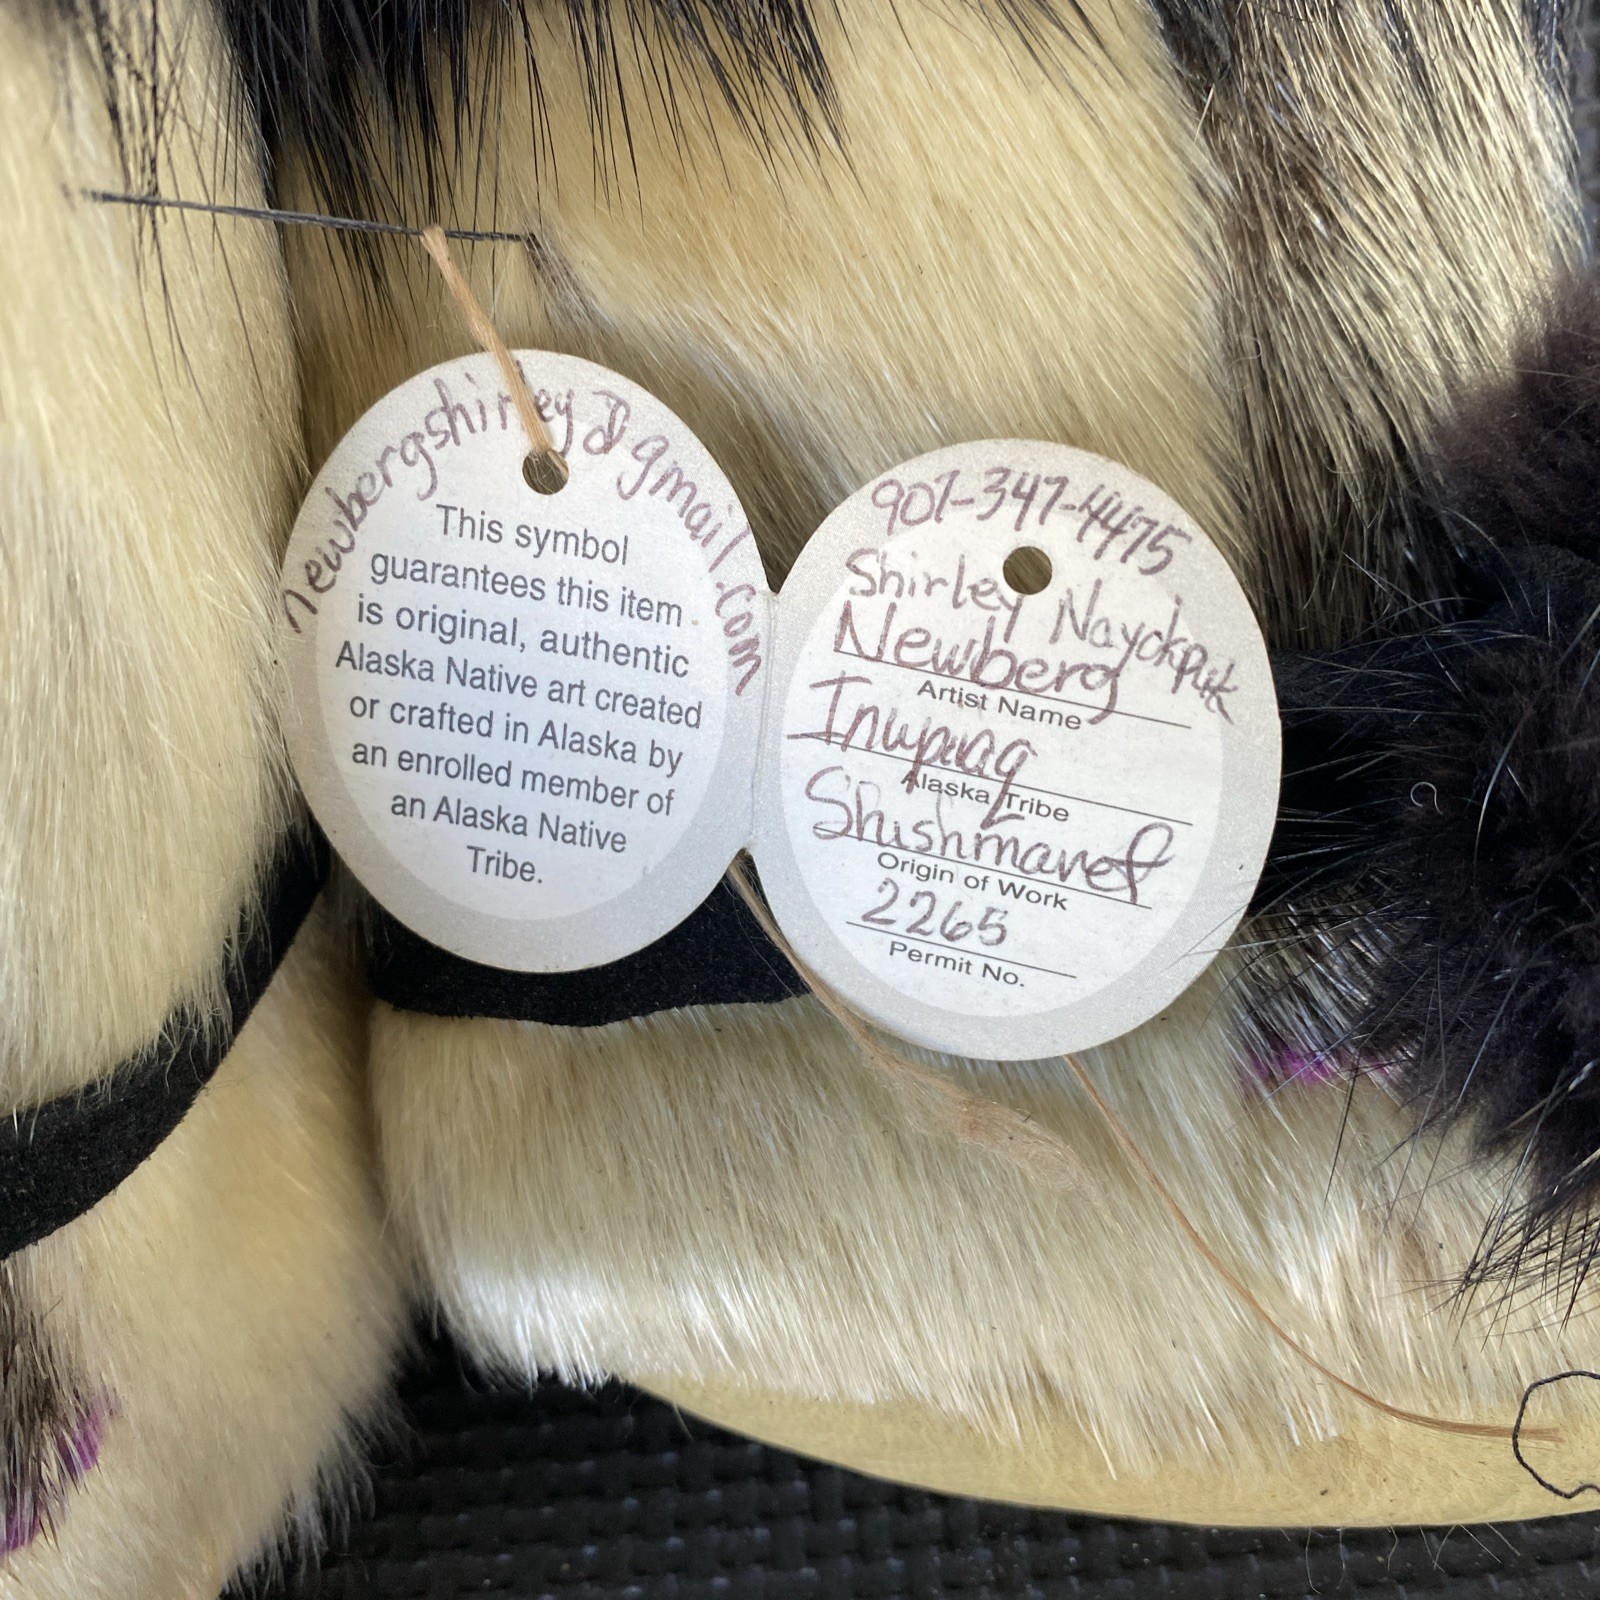 newbergshirley@gmail.com
This symbol
guarantees this item
is original, authentic
Alaska Native art created
or crafted in Alaska by
an enrolled member of
an Alaska Native
Tribe.
907-347-4475
Shirley Nayokpuk
Newberg
Artist Name
Inupiaq
Alaska Tribe
Shishmaref
Origin of Work
2265
Permit No.